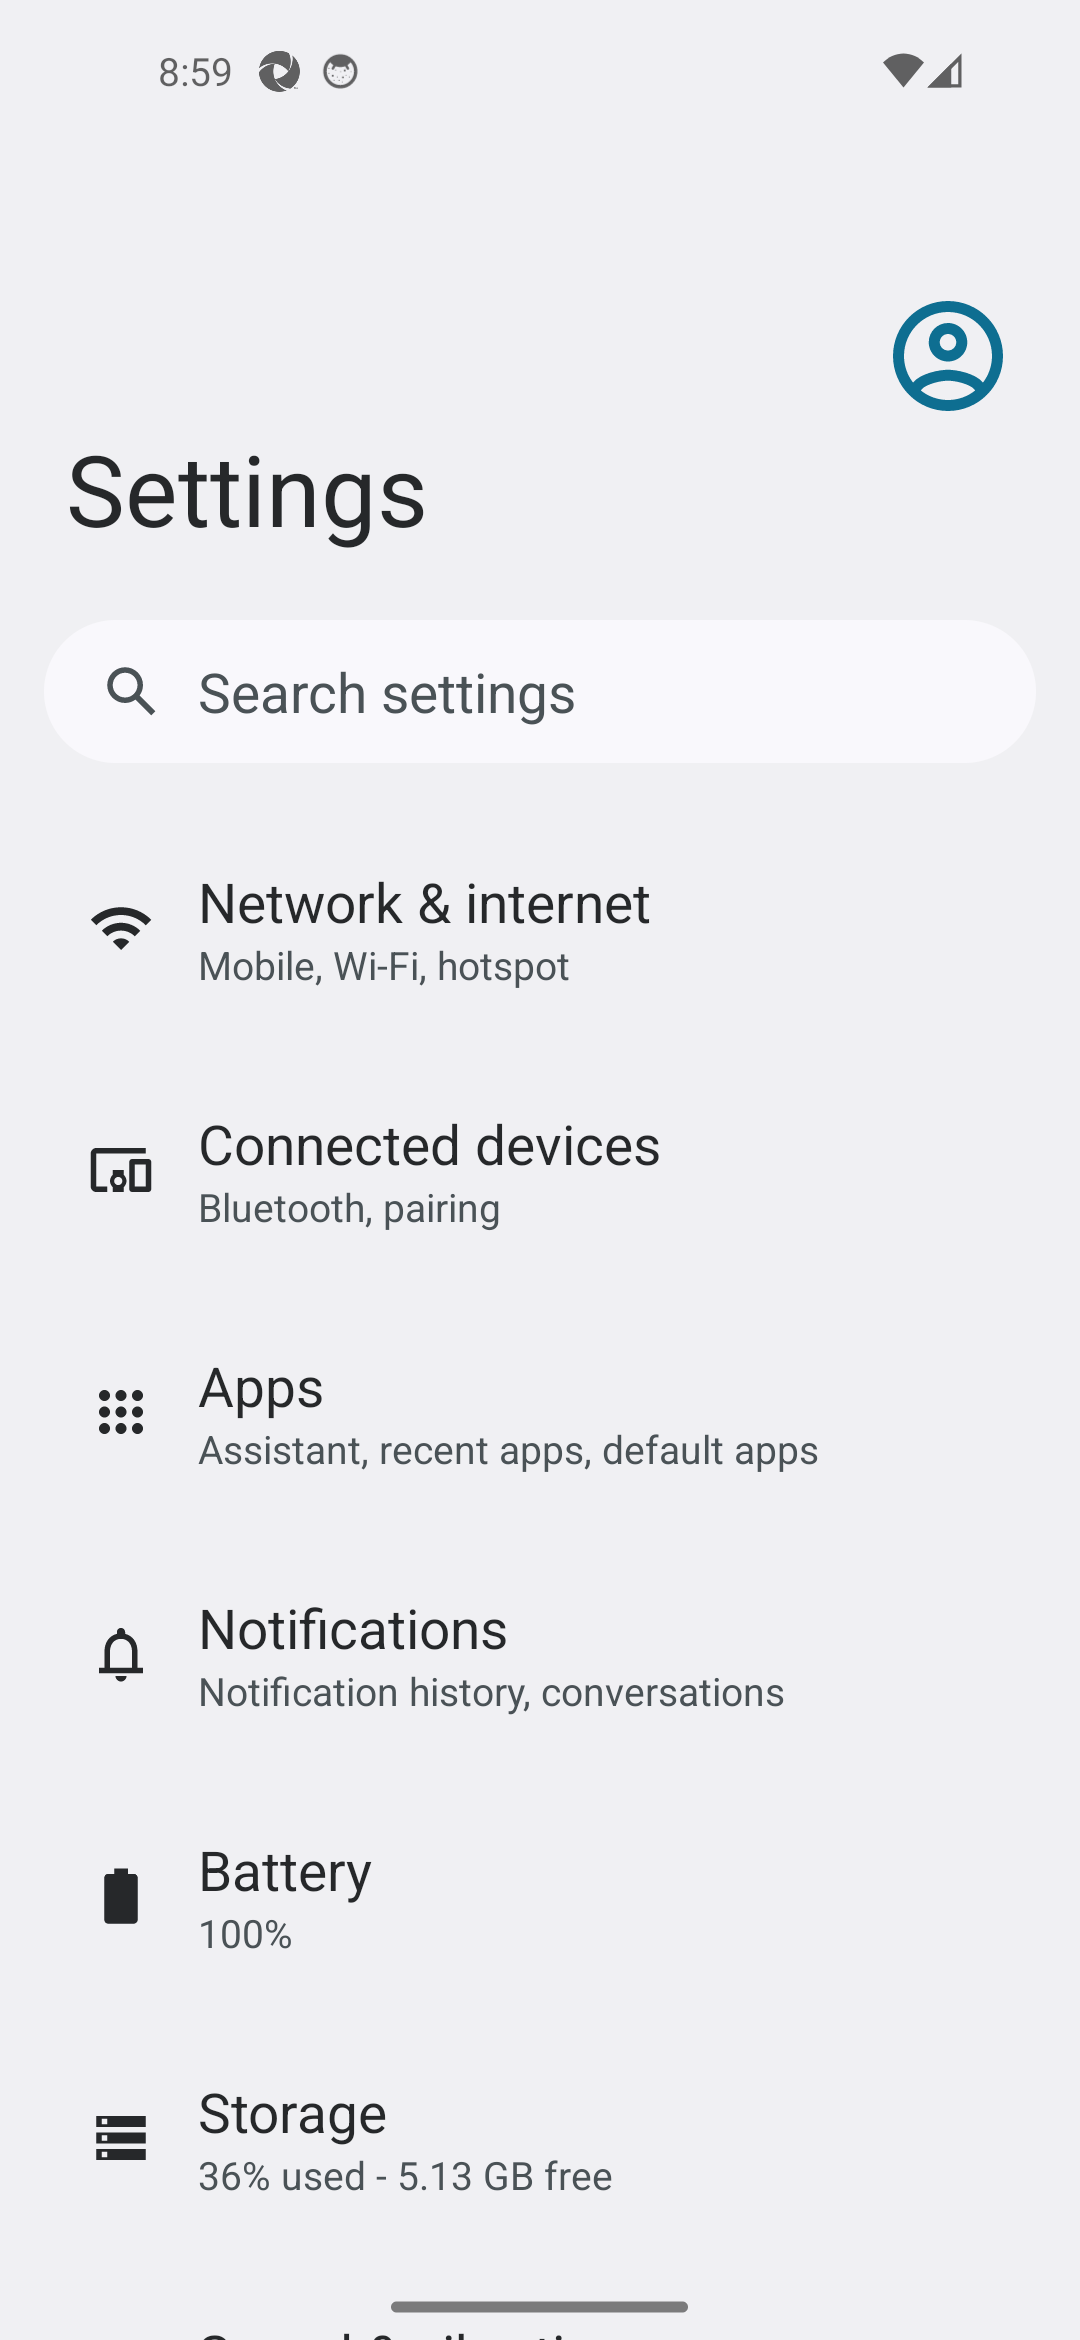 8:59
Settings
Search settings
Network & internet
Mobile, Wi-Fi, hotspot
Connected devices
Bluetooth, pairing
Apps
Assistant, recent apps, default apps
Notifications
Notification history, conversations
Battery
100%
Storage
36% used - 5.13 GB free